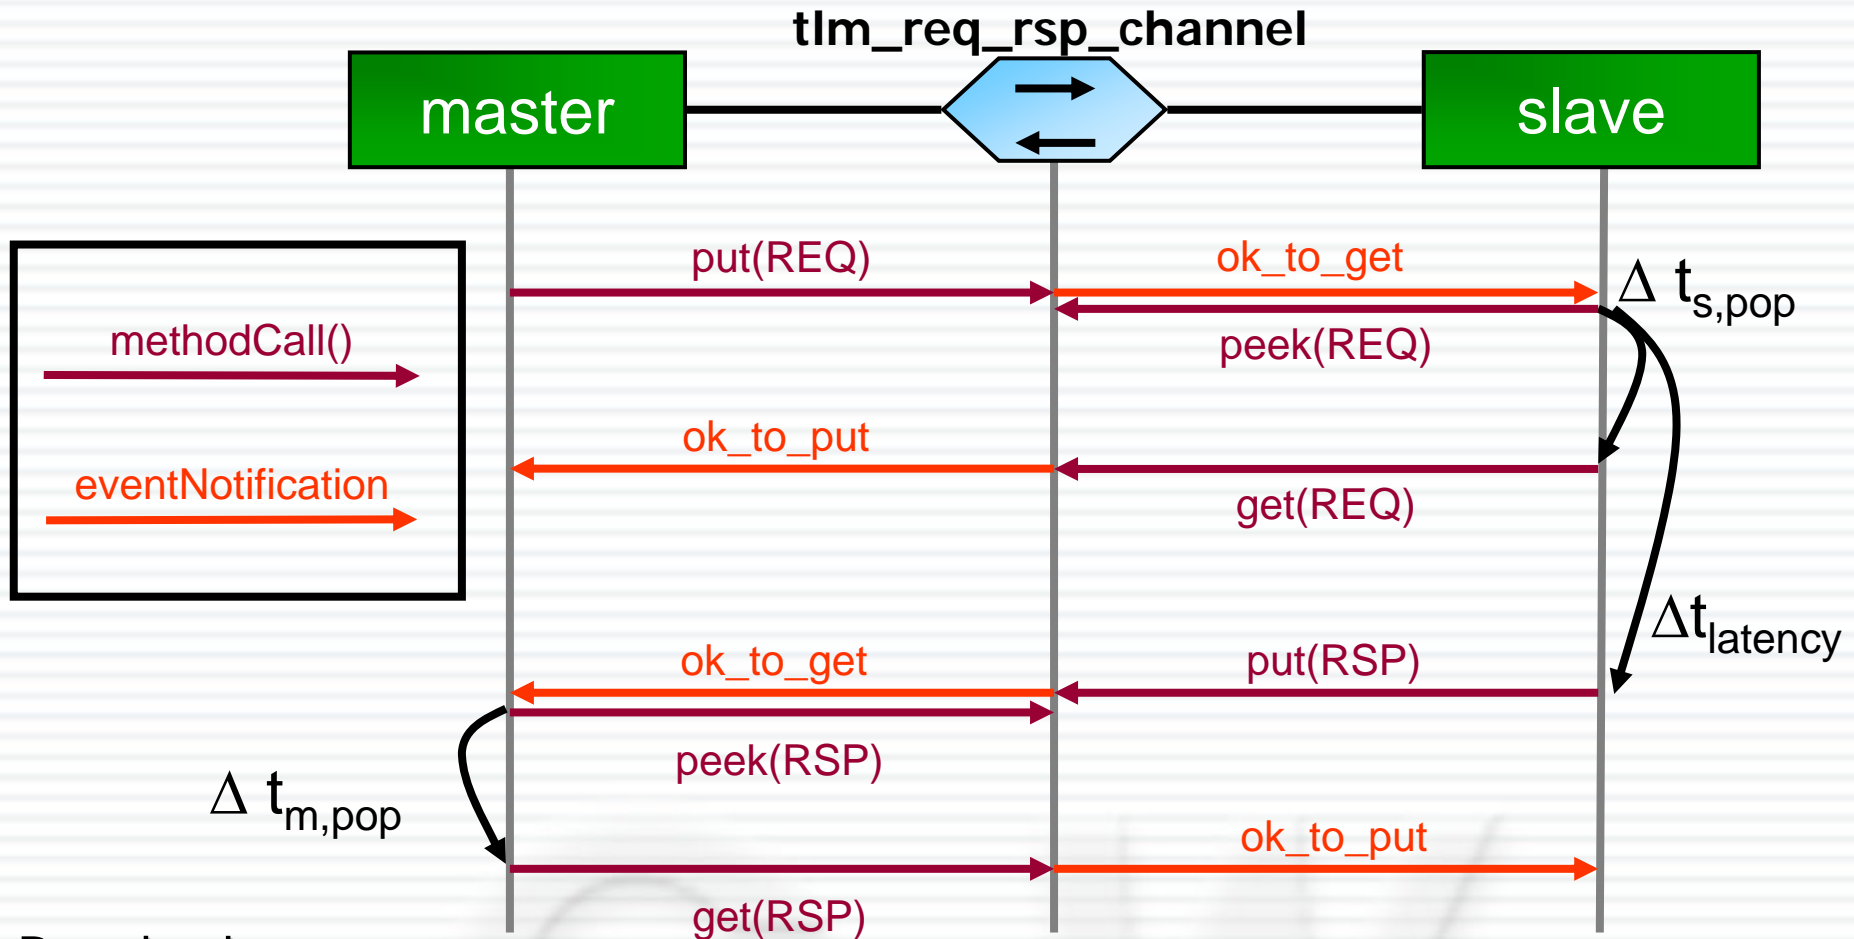 tlm_req_rsp_channel
master
slave
put(REQ)
ok_to_get
Δ ts,pop
methodCall()
peek(REQ)
ok_to_put
eventNotification
get(REQ)
Δtlatency
ok_to_get
put(RSP)
peek(RSP)
Δ tm,pop
ok_to_put
get(RSP)